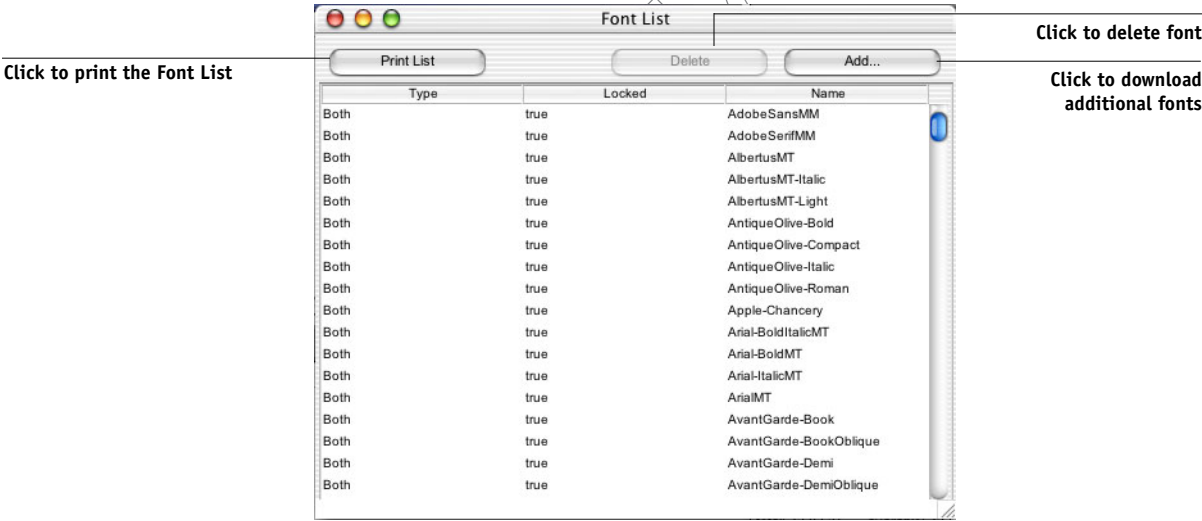 Font List
Click to delete font
Print List Delete Add...
Click to print the Font List
Click to download
additional fonts
Type Locked Name
Both true AdobeSansMM
Both true AdobeSerifMM
Both true AlbertusMT
Both true AlbertusMT-Italic
Both true AlbertusMT-Light
Both true AntiqueOlive-Bold
Both true AntiqueOlive-Compact
Both true AntiqueOlive-Italic
Both true AntiqueOlive-Roman
Both true Apple-Chancery
Both true Arial-BoldItalicMT
Both true Arial-BoldMT
Both true Arial-ItalicMT
Both true ArialMT
Both true AvantGarde-Book
Both true AvantGarde-BookOblique
Both true AvantGarde-Demi
Both true AvantGarde-DemiOblique